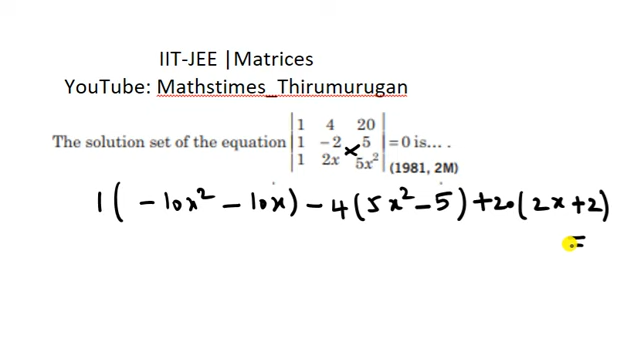 IIT-JEE |Matrices
YouTube: Mathstimes_Thirumurugan
1 4 20
The solution set of the equation 1 −2 5 = 0 is... .
1 2x 5x²
(1981, 2M)
1 ( − 10x² − 10x) − 4 (5x² − 5) + 20 (2x + 2)
=